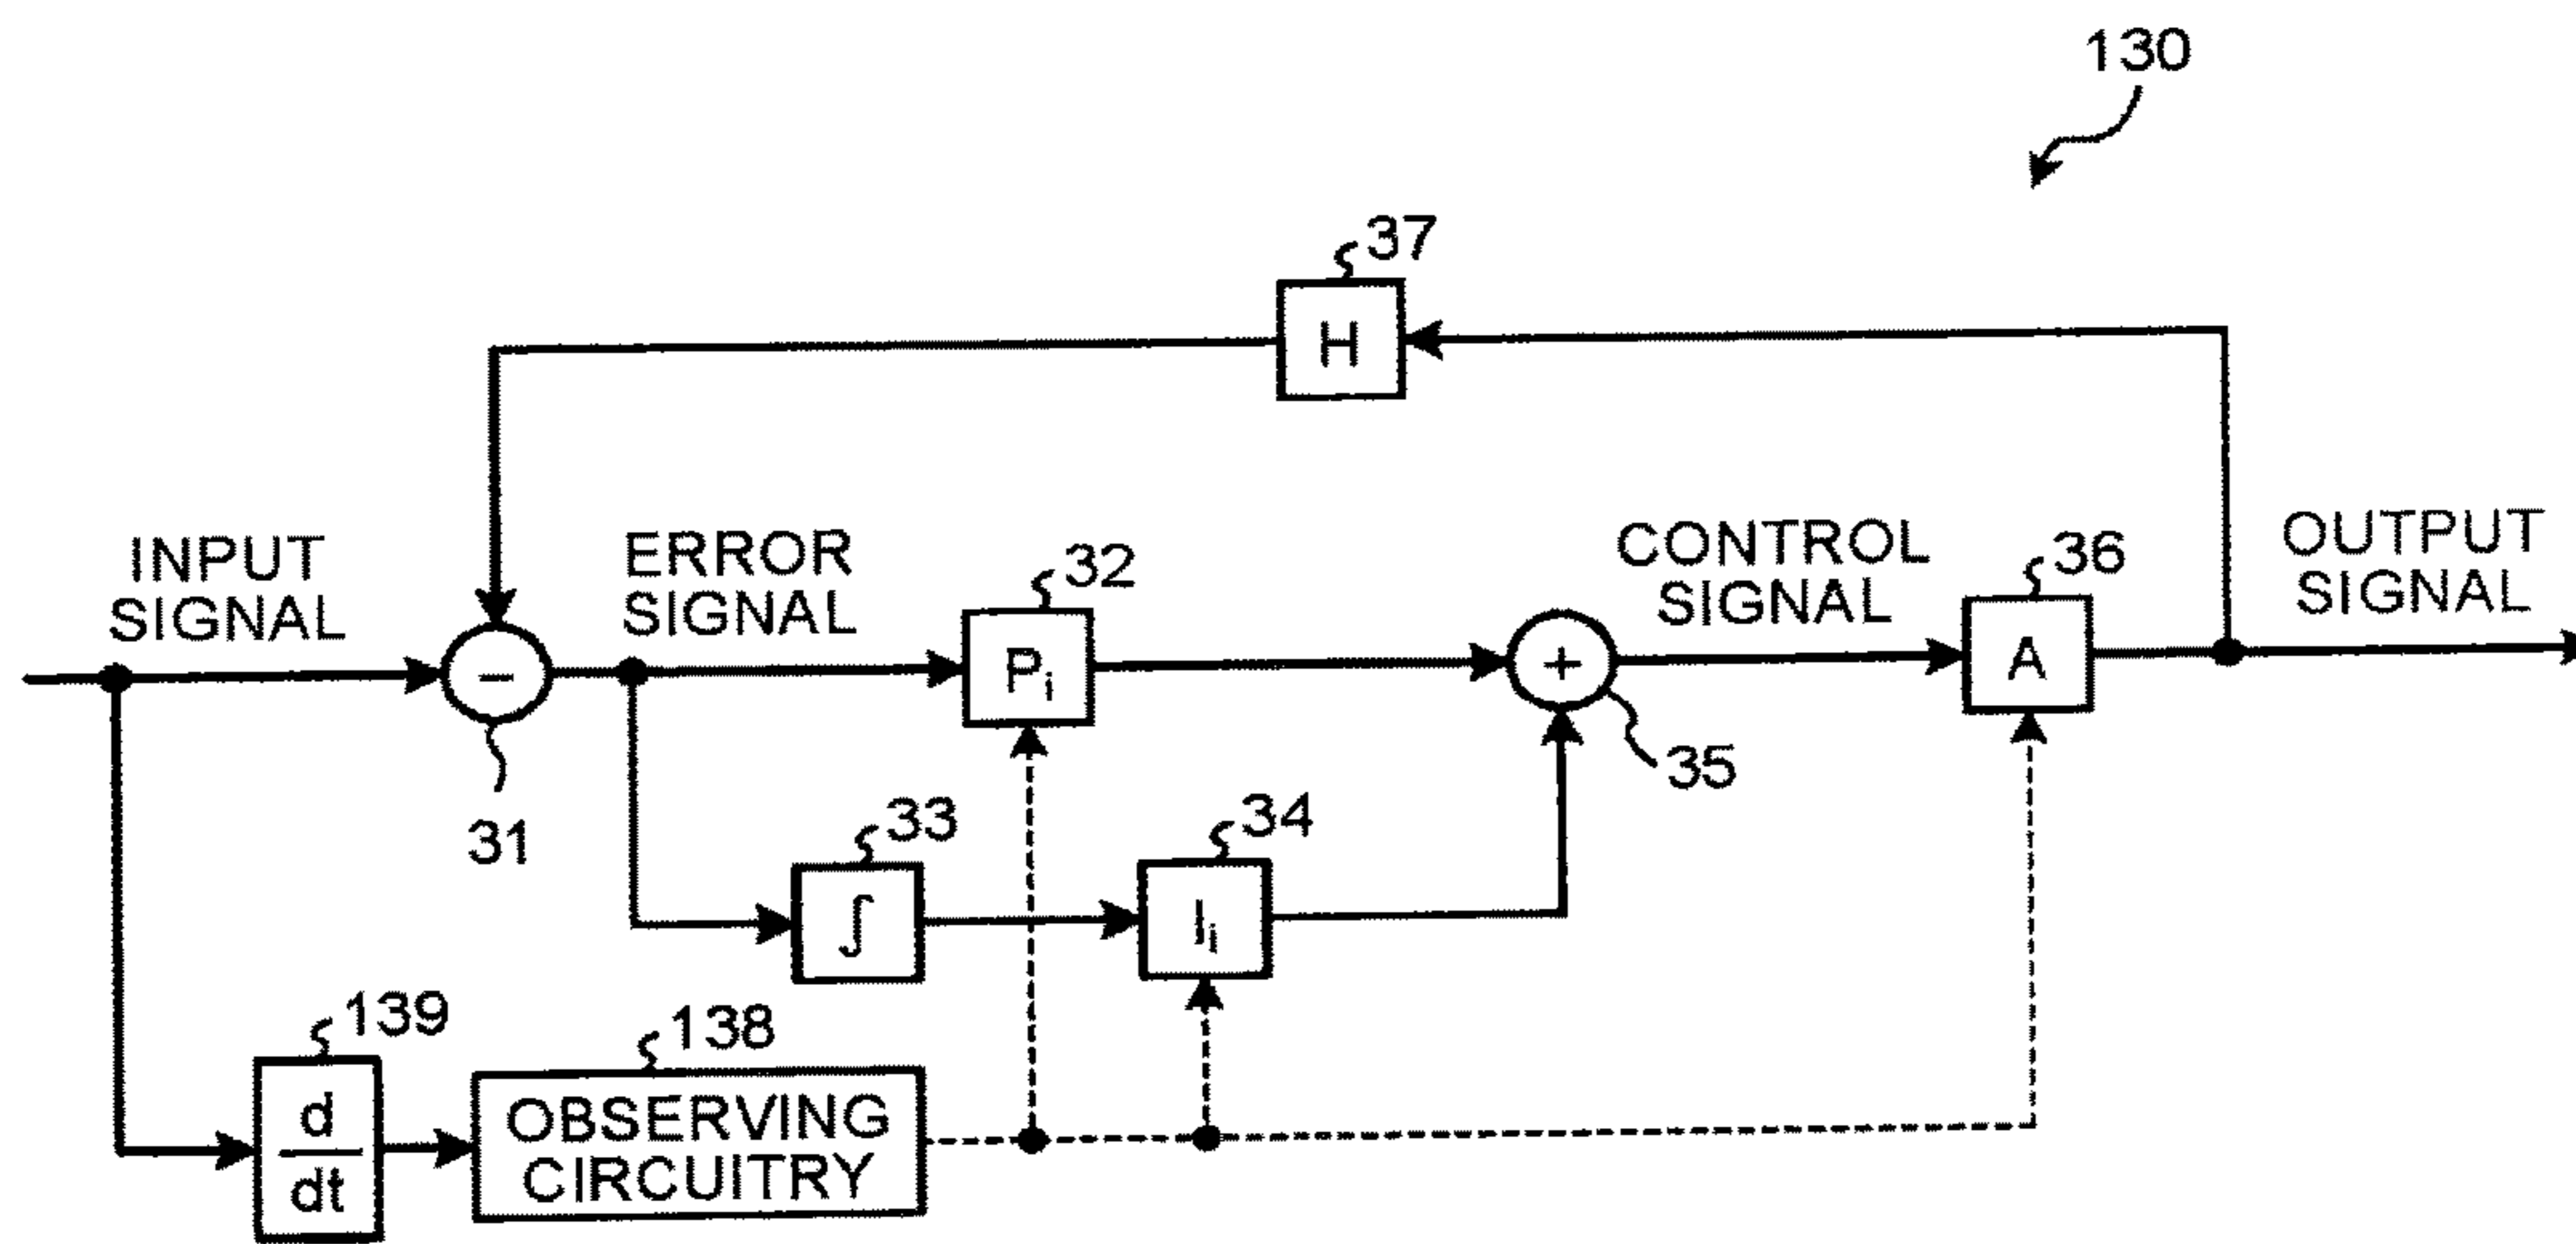 130
37
H
INPUT
SIGNAL
ERROR
SIGNAL
32
CONTROL
SIGNAL
36
OUTPUT
SIGNAL
−
Pi
+
A
31
35
33
34
∫
Ii
139
138
d
dt
OBSERVING
CIRCUITRY